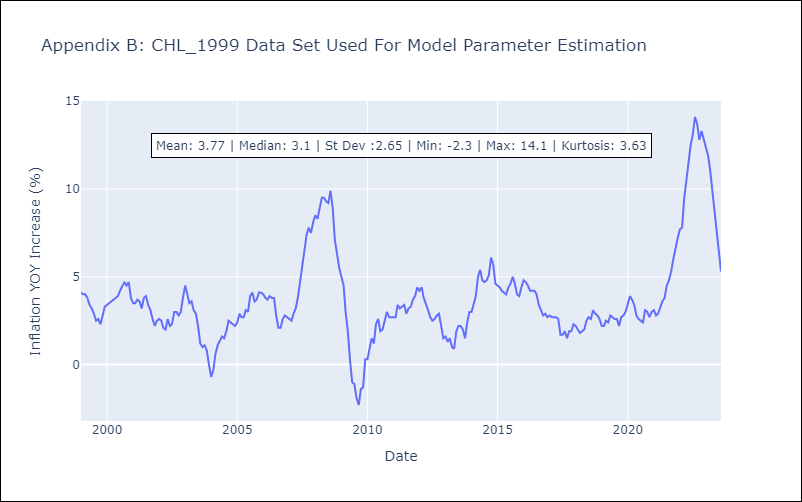 Appendix B: CHL_1999 Data Set Used For Model Parameter Estimation
Mean: 3.77 | Median: 3.1 | St Dev :2.65 | Min: -2.3 | Max: 14.1 | Kurtosis: 3.63
Inflation YOY Increase (%)
15
10
5
0
2000
2005
2010
2015
2020
Date